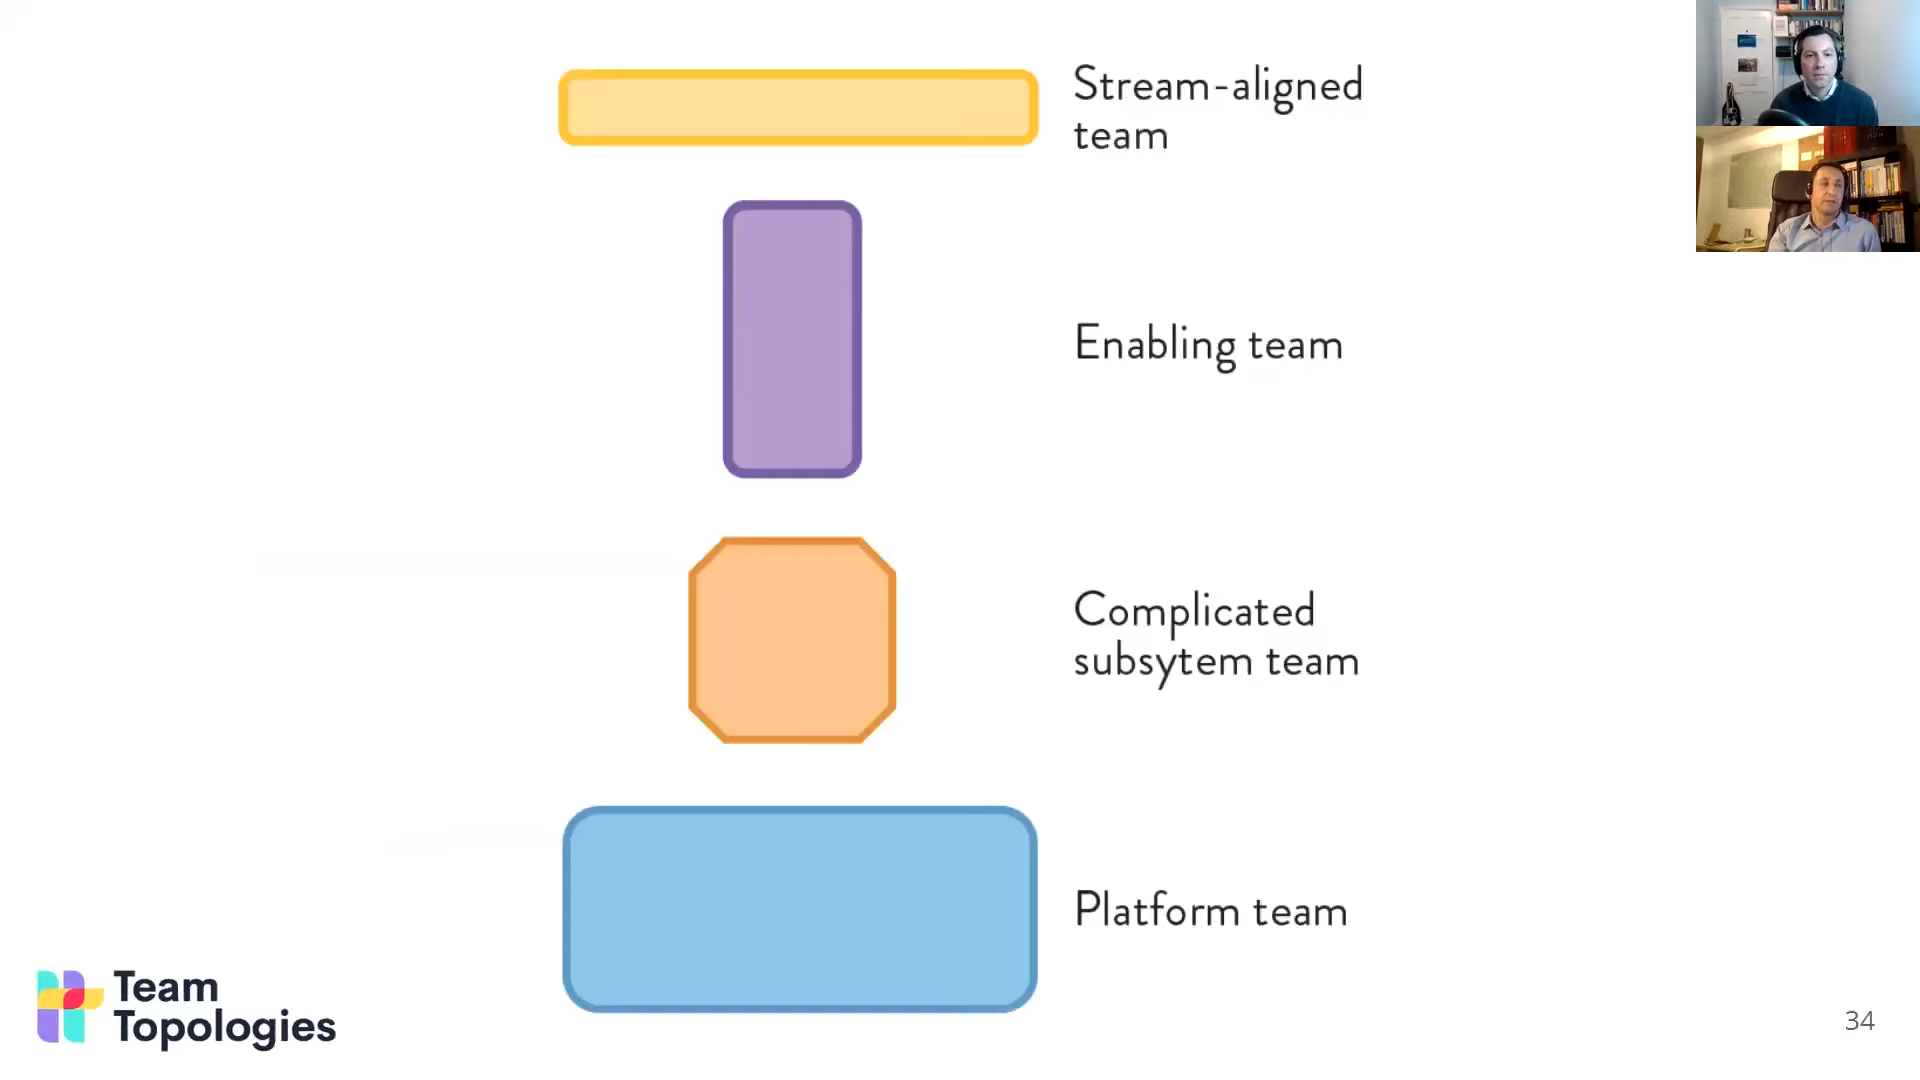 Stream-aligned
team
Enabling team
Complicated
subsytem team
Platform team
Team
Topologies
34